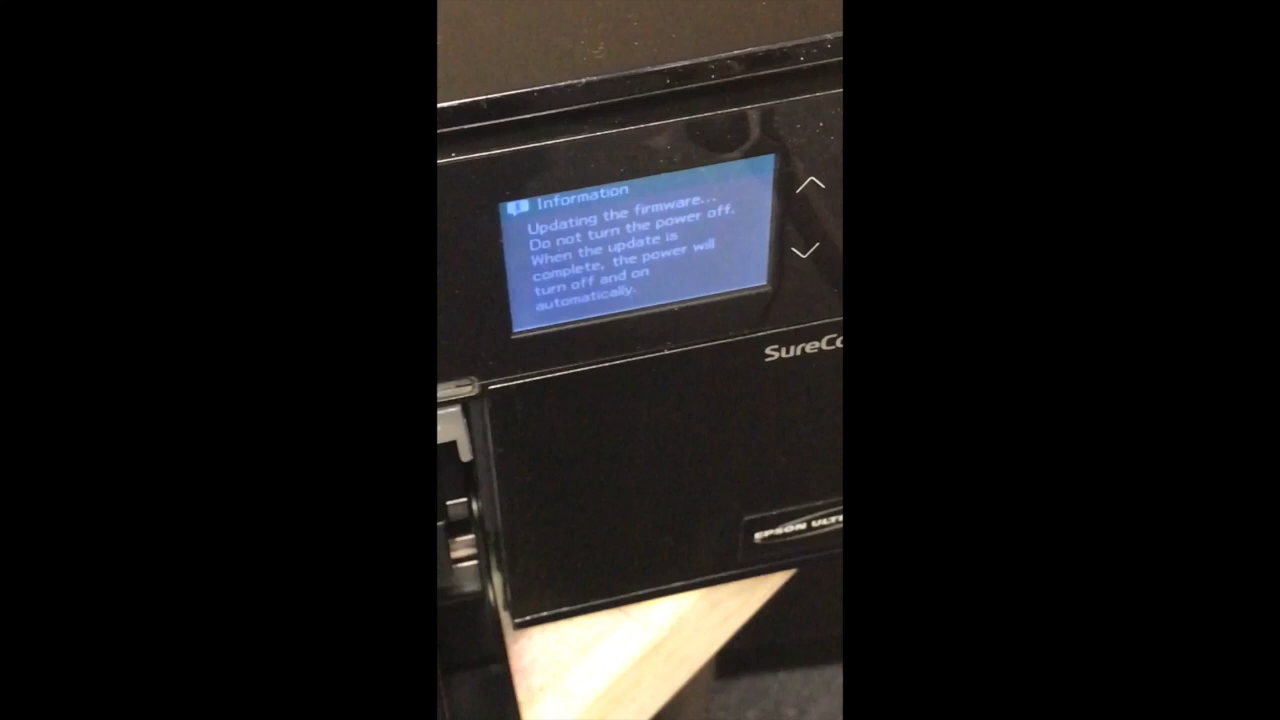 Information
Updating the firmware...
Do not turn the power off.
When the update is
complete, the power will
turn off and on
automatically.
SureCo
EPSON ULT